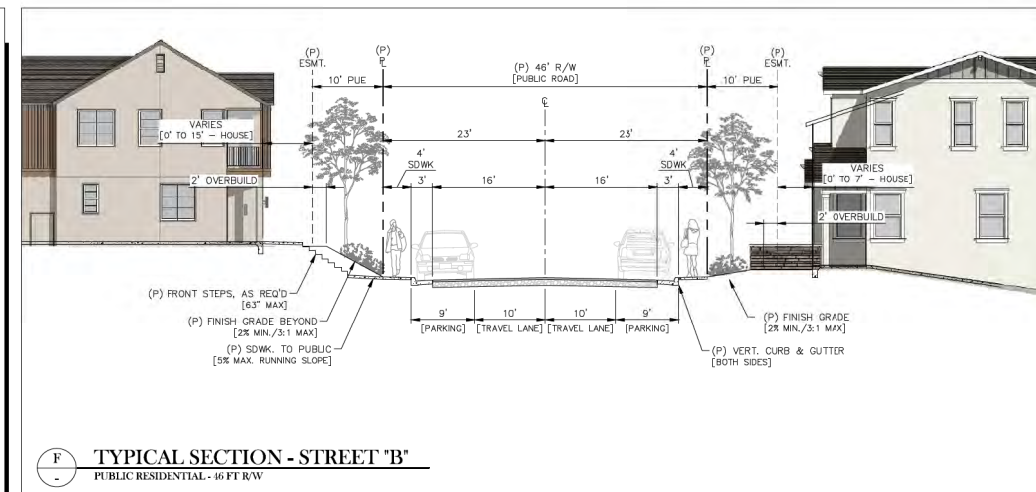 (P)
ESMT.
(P)
PL
(P) 46' R/W
[PUBLIC ROAD]
(P)
PL
(P)
ESMT.
10' PUE
10' PUE
CL
VARIES
[0' TO 15' – HOUSE]
23'
23'
4'
SDWK
4'
SDWK
VARIES
[0' TO 7' – HOUSE]
2' OVERBUILD
3'
16'
16'
3'
2' OVERBUILD
(P) FRONT STEPS, AS REQ'D
[63" MAX]
(P) FINISH GRADE BEYOND
[2% MIN./3:1 MAX]
(P) SDWK. TO PUBLIC
[5% MAX. RUNNING SLOPE]
9'
[PARKING]
10'
[TRAVEL LANE]
10'
[TRAVEL LANE]
9'
[PARKING]
(P) FINISH GRADE
[2% MIN./3:1 MAX]
(P) VERT. CURB & GUTTER
[BOTH SIDES]
F
-
TYPICAL SECTION - STREET "B"
PUBLIC RESIDENTIAL - 46 FT R/W